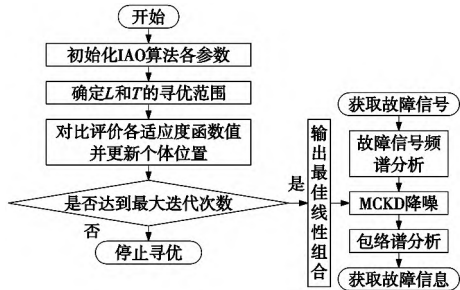 开始
初始化IAO算法各参数
确定L和T的寻优范围
对比评价各适应度函数值
并更新个体位置
是否达到最大迭代次数
是
否
停止寻优
输出最佳线性组合
获取故障信号
故障信号频
谱分析
MCKD降噪
包络谱分析
获取故障信息